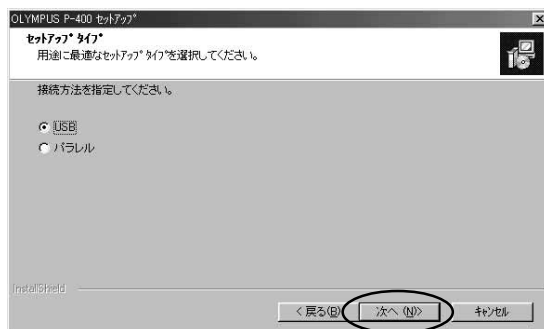 OLYMPUS P-400 ｾｯﾄｱｯﾌﾟ
ｾｯﾄｱｯﾌﾟ ﾀｲﾌﾟ
用途に最適なｾｯﾄｱｯﾌﾟ ﾀｲﾌﾟを選択してください。
接続方法を指定してください。
USB
パラレル
InstallShield
< 戻る(B)
次へ (N)>
ｷｬﾝｾﾙ